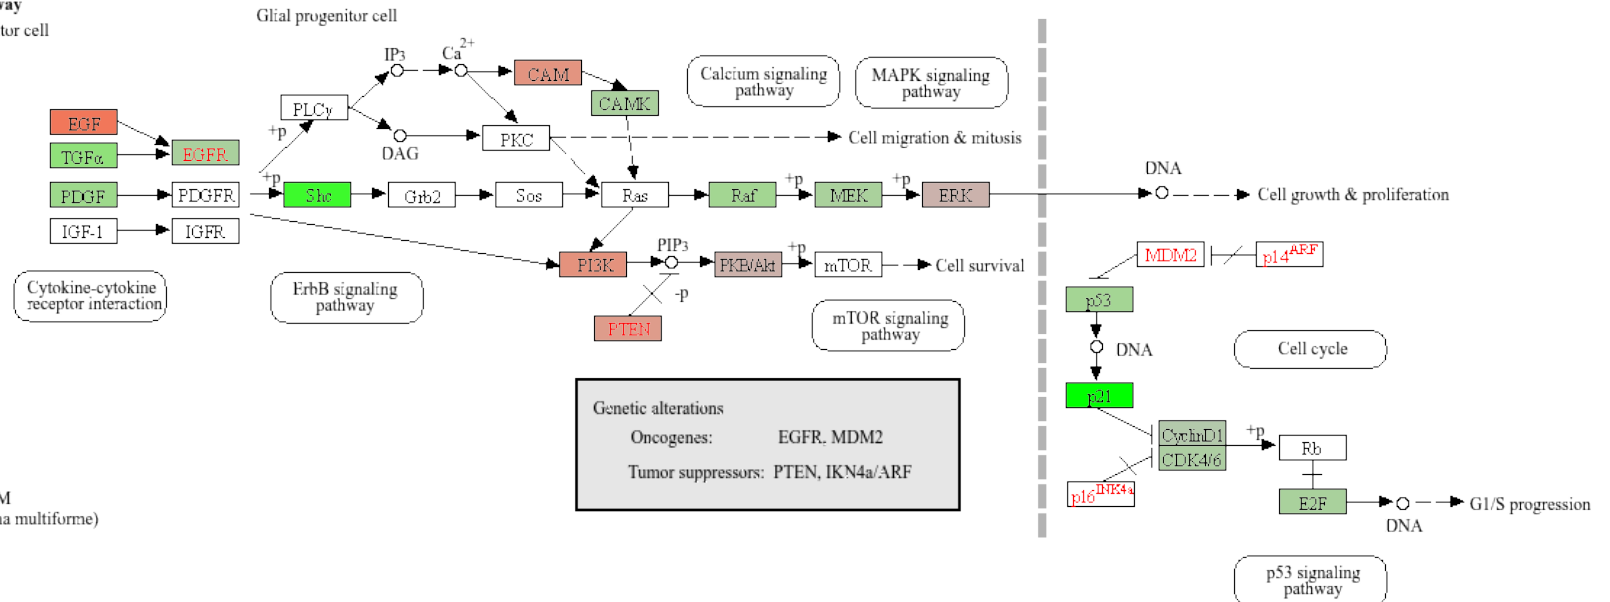 way
tor cell
Glial progenitor cell
IP3
Ca2+
CAM
CAMK
Calcium signaling
pathway
MAPK signaling
pathway
EGF
PLCγ
+p
TGFα
EGFR
DAG
PKC
Cell migration & mitosis
PDGF
PDGFR
+p
Shc
Grb2
Sos
Ras
Raf
+p
MEK
+p
ERK
DNA
Cell growth & proliferation
IGF-1
IGFR
PI3K
PIP3
PKB/Akt
+p
mTOR
Cell survival
MDM2
p14ARF
Cytokine-cytokine
receptor interaction
ErbB signaling
pathway
-p
PTEN
mTOR signaling
pathway
p53
DNA
Cell cycle
p21
Genetic alterations
Oncogenes: EGFR, MDM2
Tumor suppressors: PTEN, IKN4a/ARF
CyclinD1
CDK4/6
+p
Rb
p16INK4a
E2F
DNA
G1/S progression
M
na multiforme)
p53 signaling
pathway